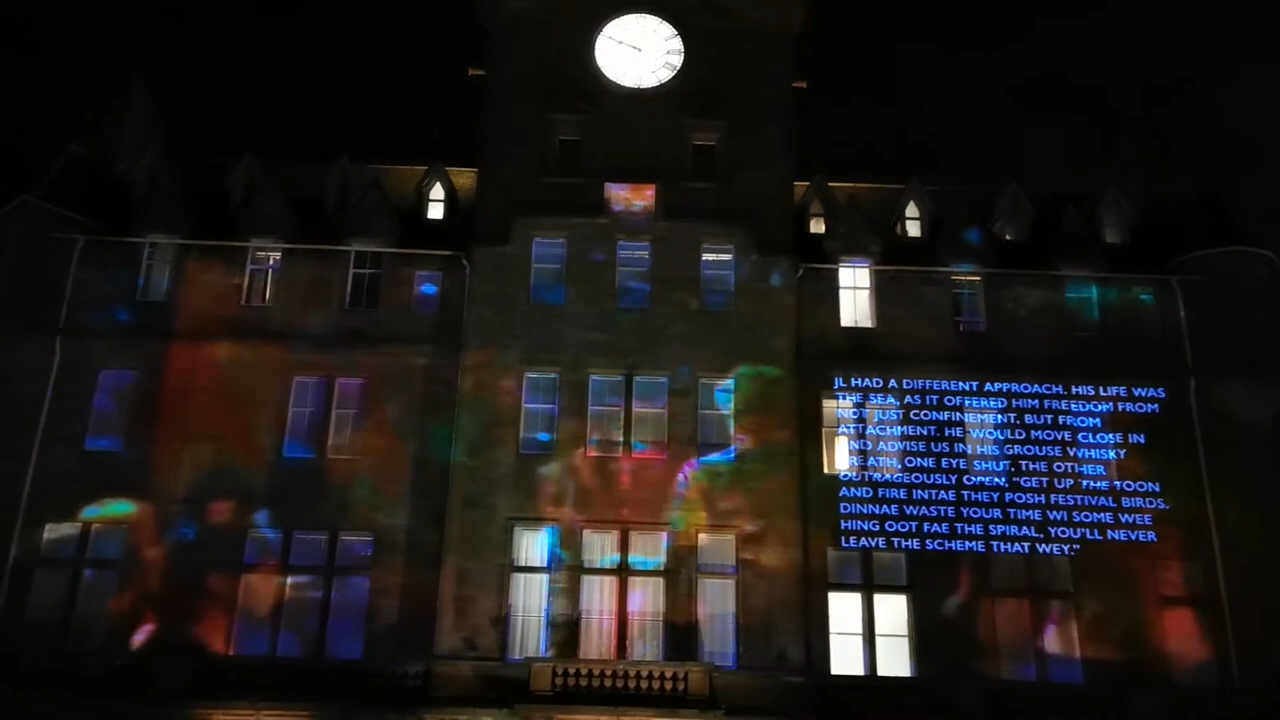 JL HAD A DIFFERENT APPROACH. HIS LIFE WAS
THE SEA, AS IT OFFERED HIM FREEDOM FROM
NOT JUST CONFINEMENT, BUT FROM
ATTACHMENT. HE WOULD MOVE CLOSE IN
AND ADVISE US IN HIS GROUSE WHISKY
BREATH, ONE EYE SHUT, THE OTHER
OUTRAGEOUSLY OPEN, “GET UP THE TOON
AND FIRE INTAE THEY POSH FESTIVAL BIRDS.
DINNAE WASTE YOUR TIME WI SOME WEE
HING OOT FAE THE SPIRAL, YOU'LL NEVER
LEAVE THE SCHEME THAT WEY.”